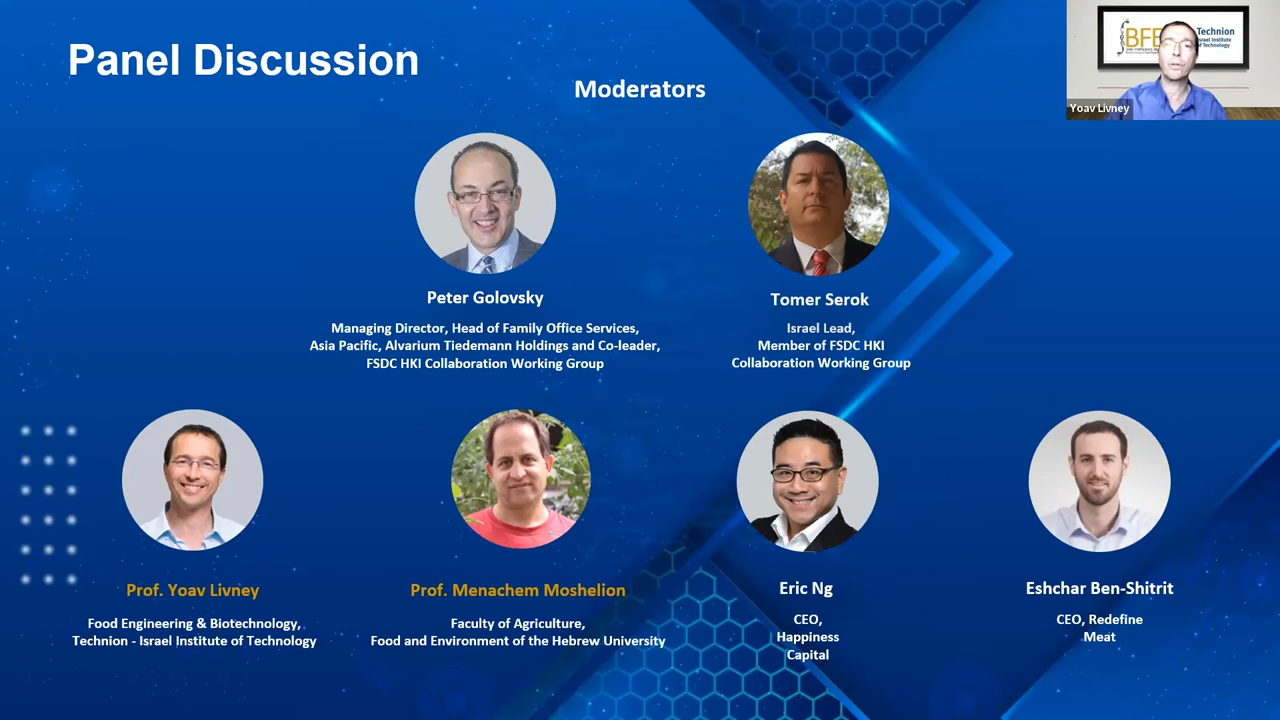 Panel Discussion
Moderators
BFE
Technion
Israel Institute
of Technology
Yoav Livney
Peter Golovsky
Managing Director, Head of Family Office Services,
Asia Pacific, Alvarium Tiedemann Holdings and Co-leader,
FSDC HKI Collaboration Working Group
Tomer Serok
Israel Lead,
Member of FSDC HKI
Collaboration Working Group
Prof. Yoav Livney
Food Engineering & Biotechnology,
Technion - Israel Institute of Technology
Prof. Menachem Moshelion
Faculty of Agriculture,
Food and Environment of the Hebrew University
Eric Ng
CEO,
Happiness
Capital
Eshchar Ben-Shitrit
CEO, Redefine
Meat